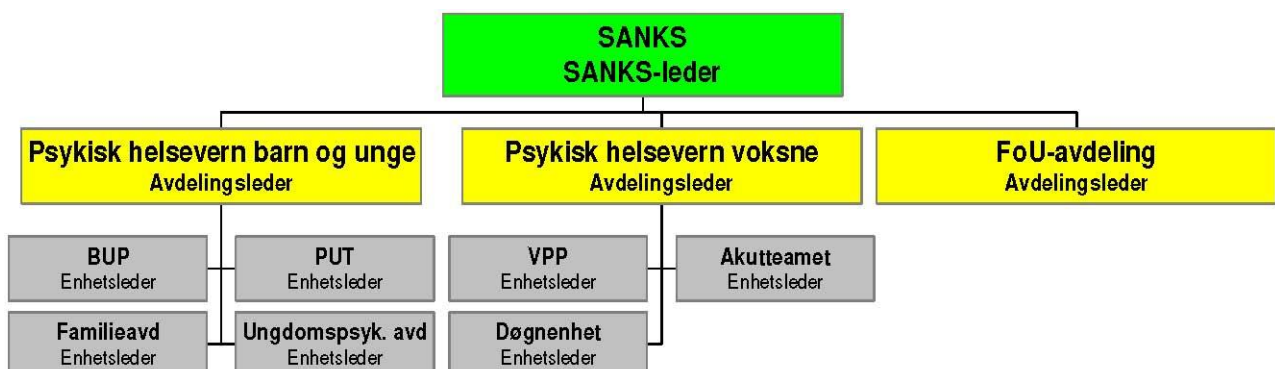 SANKS
SANKS-leder
Psykisk helsevern barn og unge
Avdelingsleder
Psykisk helsevern voksne
Avdelingsleder
FoU-avdeling
Avdelingsleder
BUP
Enhetsleder
PUT
Enhetsleder
VPP
Enhetsleder
Akutteamet
Enhetsleder
Familieavd
Enhetsleder
Ungdomspsyk. avd
Enhetsleder
Døgnenhet
Enhetsleder